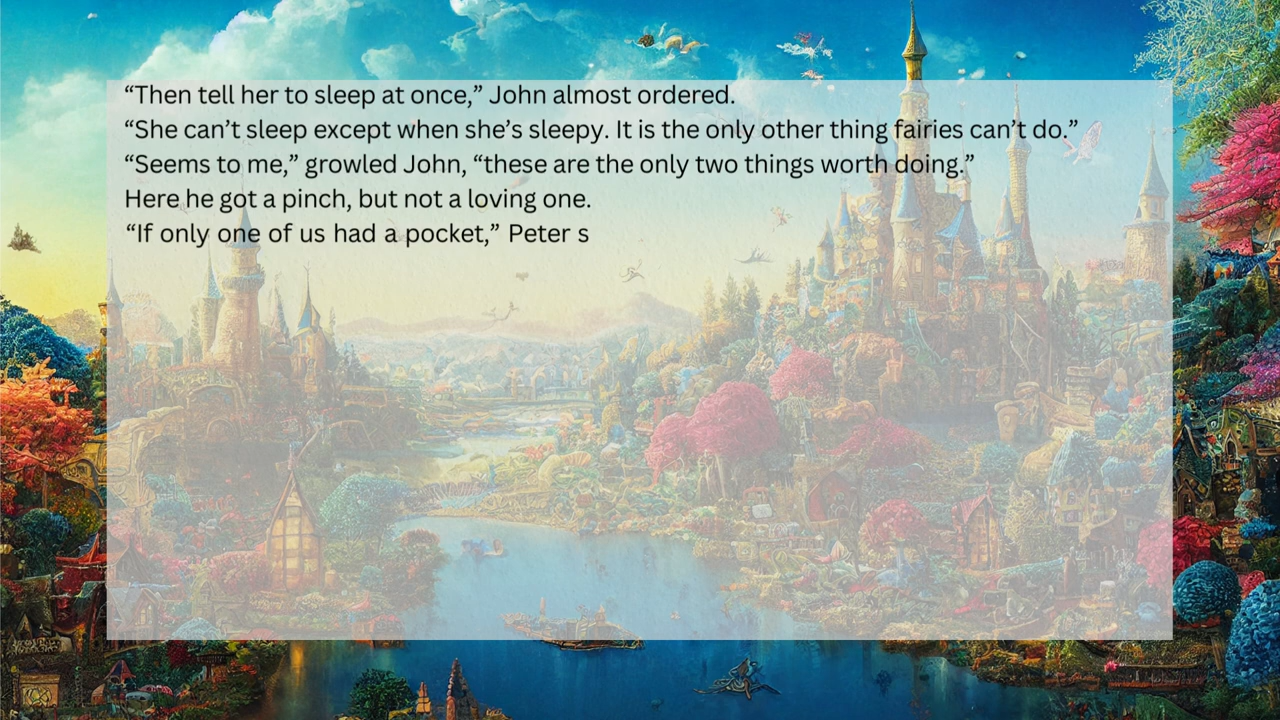 “Then tell her to sleep at once,” John almost ordered.
“She can’t sleep except when she’s sleepy. It is the only other thing fairies can’t do.”
“Seems to me,” growled John, “these are the only two things worth doing.”
Here he got a pinch, but not a loving one.
“If only one of us had a pocket,” Peter s